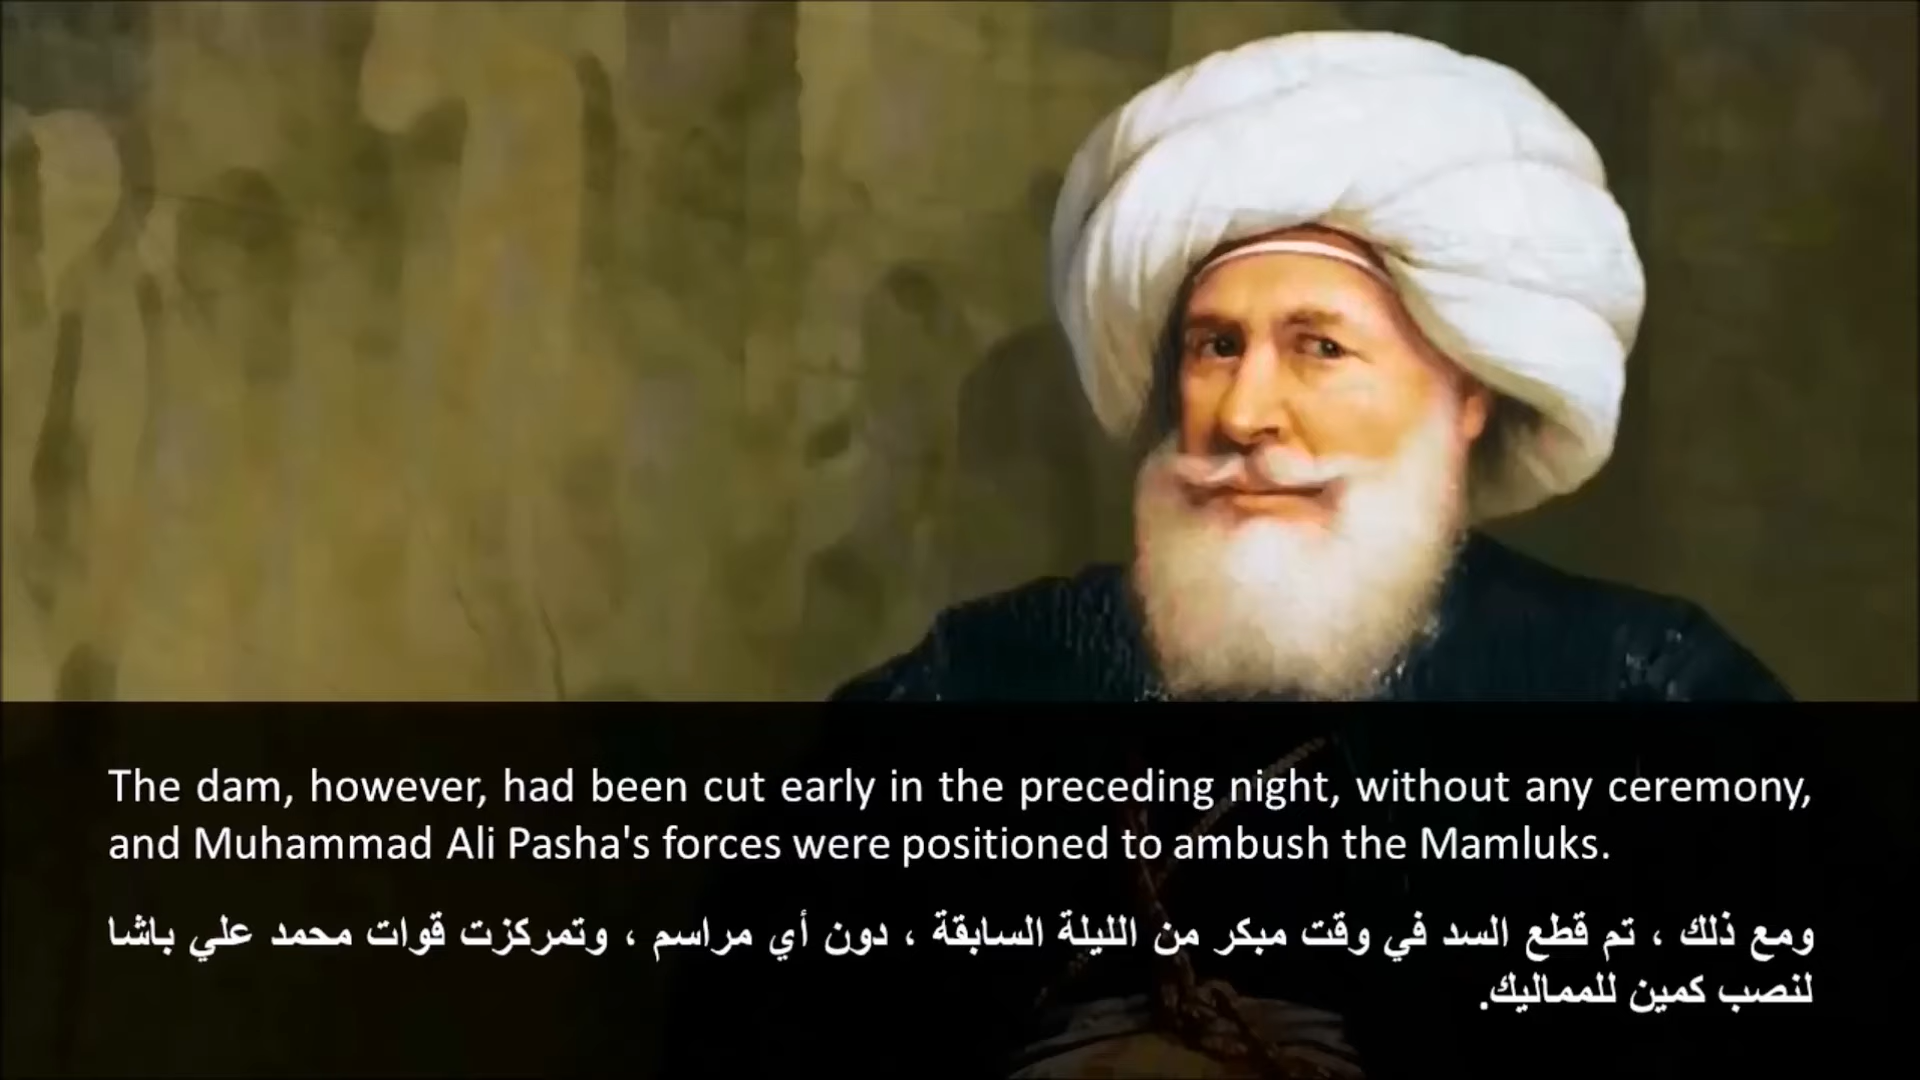 The dam, however, had been cut early in the preceding night, without any ceremony,
and Muhammad Ali Pasha's forces were positioned to ambush the Mamluks.
ومع ذلك ، تم قطع السد في وقت مبكر من الليلة السابقة ، دون أي مراسم ، وتمركزت قوات محمد علي باشا
لنصب كمين للمماليك.